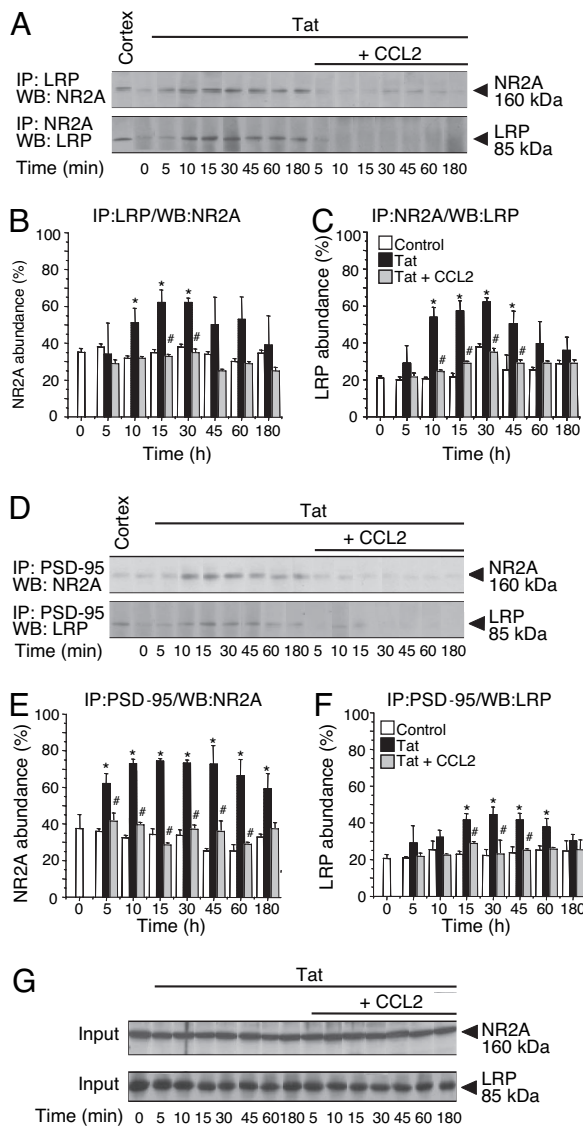 A
Cortex
Tat
+ CCL2
IP: LRP
WB: NR2A
NR2A
160 kDa
IP: NR2A
WB: LRP
LRP
85 kDa
Time (min) 0 5 10 15 30 45 60 180 5 10 15 30 45 60 180
B IP:LRP/WB:NR2A
NR2A abundance (%)
100
80
60
40
20
0
* * *
# #
0 5 10 15 30 45 60 180
Time (h)
C IP:NR2A/WB:LRP
LRP abundance (%)
100
80
60
40
20
0
Control
Tat
Tat + CCL2
* * * *
# # # #
0 5 10 15 30 45 60 180
Time (h)
D
Cortex
Tat
+ CCL2
IP: PSD-95
WB: NR2A
NR2A
160 kDa
IP: PSD-95
WB: LRP
LRP
85 kDa
Time (min) 0 5 10 15 30 45 60 180 5 10 15 30 45 60 180
E IP:PSD-95/WB:NR2A
NR2A abundance (%)
100
80
60
40
20
0
* * * * * * *
# # # # # #
0 5 10 15 30 45 60 180
Time (h)
F IP:PSD-95/WB:LRP
LRP abundance (%)
100
80
60
40
20
0
Control
Tat
Tat + CCL2
* * * *
# # #
0 5 10 15 30 45 60 180
Time (h)
G
Tat
+ CCL2
Input
NR2A
160 kDa
Input
LRP
85 kDa
Time (min) 0 5 10 15 30 45 60 180 5 10 15 30 45 60 180